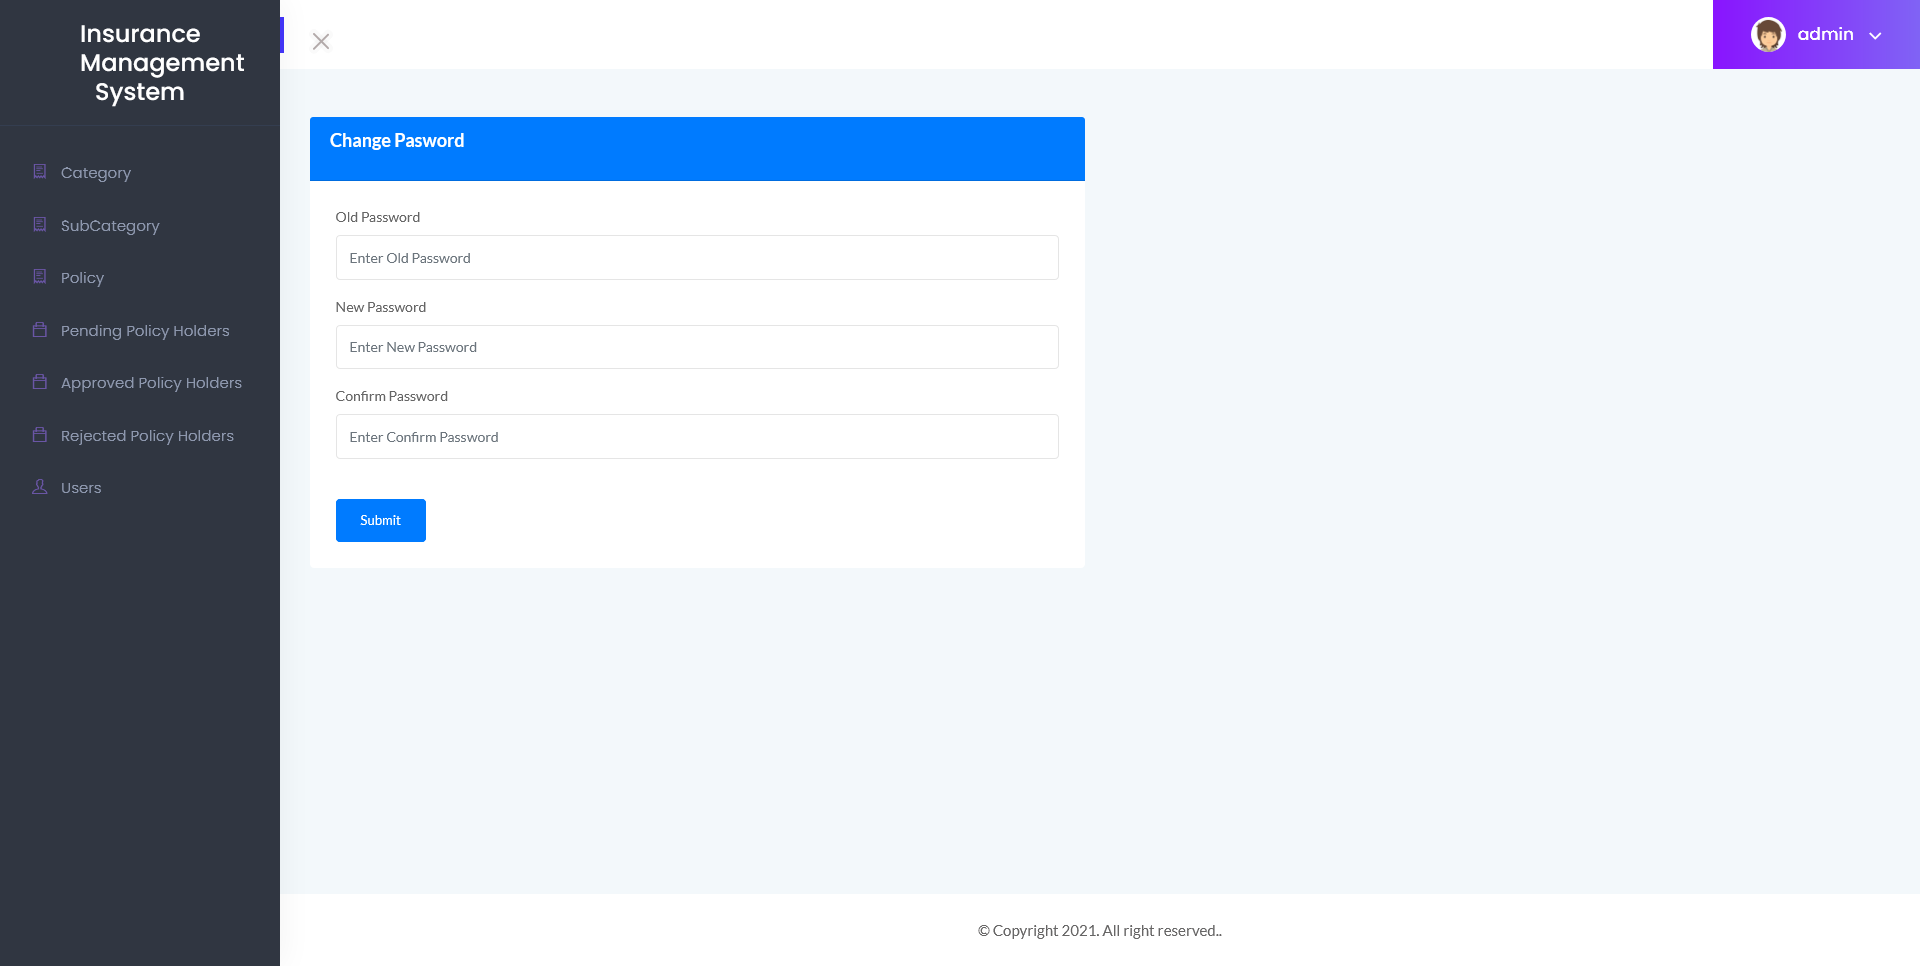 Insurance
Management
System
admin
Category
SubCategory
Policy
Pending Policy Holders
Approved Policy Holders
Rejected Policy Holders
Users
Change Pasword
Old Password
Enter Old Password
New Password
Enter New Password
Confirm Password
Enter Confirm Password
Submit
© Copyright 2021. All right reserved..